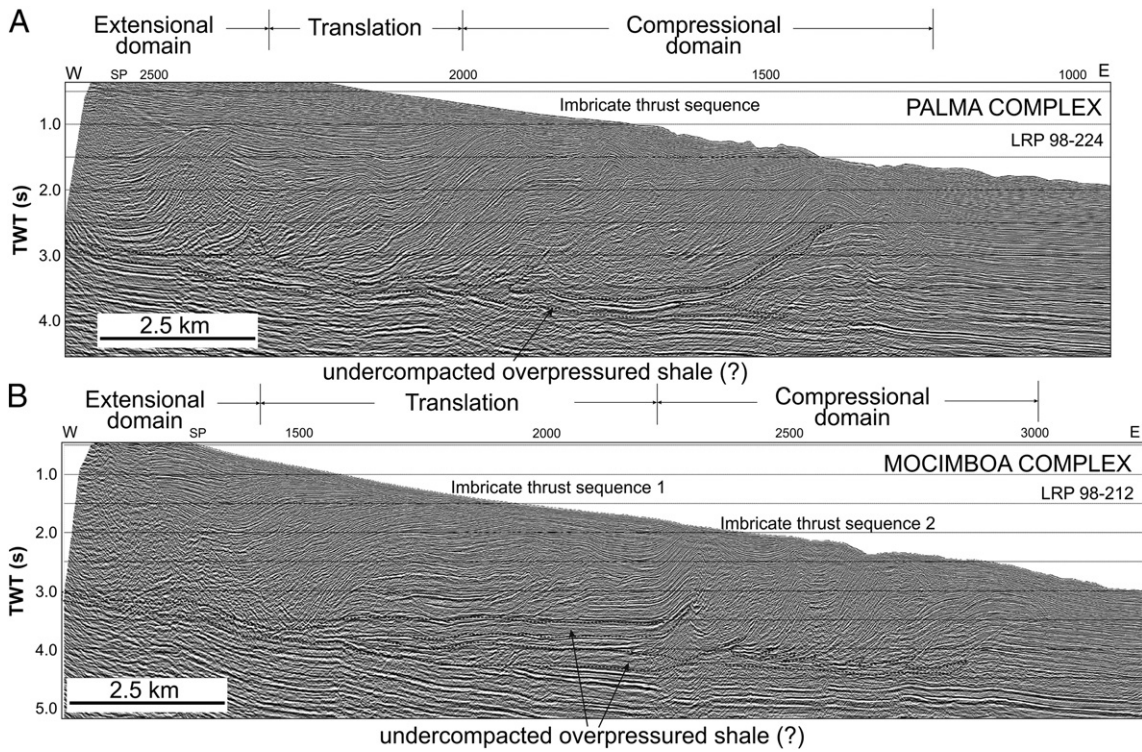 A
Extensional domain
Translation
Compressional domain
W
SP
2500
2000
1500
1000
E
Imbricate thrust sequence
PALMA COMPLEX
LRP 98-224
1.0
2.0
3.0
4.0
TWT (s)
2.5 km
undercompacted overpressured shale (?)
B
Extensional domain
Translation
Compressional domain
W
SP
1500
2000
2500
3000
E
MOCIMBOA COMPLEX
LRP 98-212
Imbricate thrust sequence 1
Imbricate thrust sequence 2
1.0
2.0
3.0
4.0
5.0
TWT (s)
2.5 km
undercompacted overpressured shale (?)